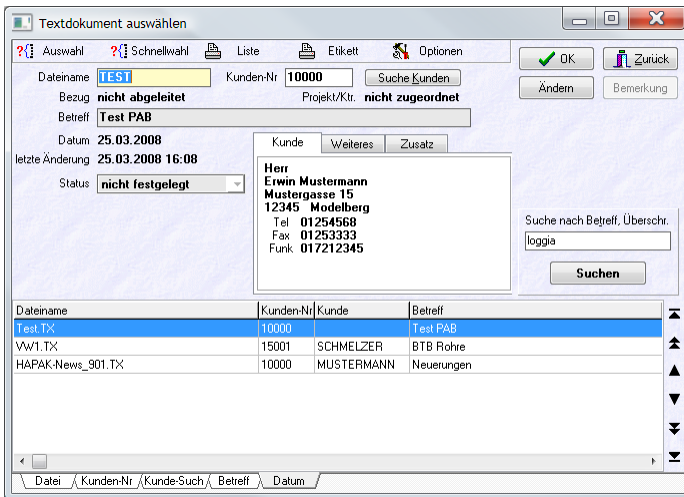 Textdokument auswählen
?{} Auswahl ?{} Schnellwahl Liste Etikett Optionen
OK Zurück
Dateiname TEST Kunden-Nr 10000 Suche Kunden
Ändern Bemerkung
Bezug nicht abgeleitet Projekt/Ktr. nicht zugeordnet
Betreff Test PAB
Datum 25.03.2008
letzte Änderung 25.03.2008 16:08
Status nicht festgelegt
Kunde Weiteres Zusatz
Herr
Erwin Mustermann
Mustergasse 15
12345 Modelberg
Tel 01254568
Fax 01253333
Funk 017212345
Suche nach Betreff, Überschr.
loggia
Suchen
Dateiname Kunden-Nr Kunde Betreff
Test.TX 10000 Test PAB
VW1.TX 15001 SCHMELZER BTB Rohre
HAPAK-News_901.TX 10000 MUSTERMANN Neuerungen
Datei Kunden-Nr Kunde-Such Betreff Datum